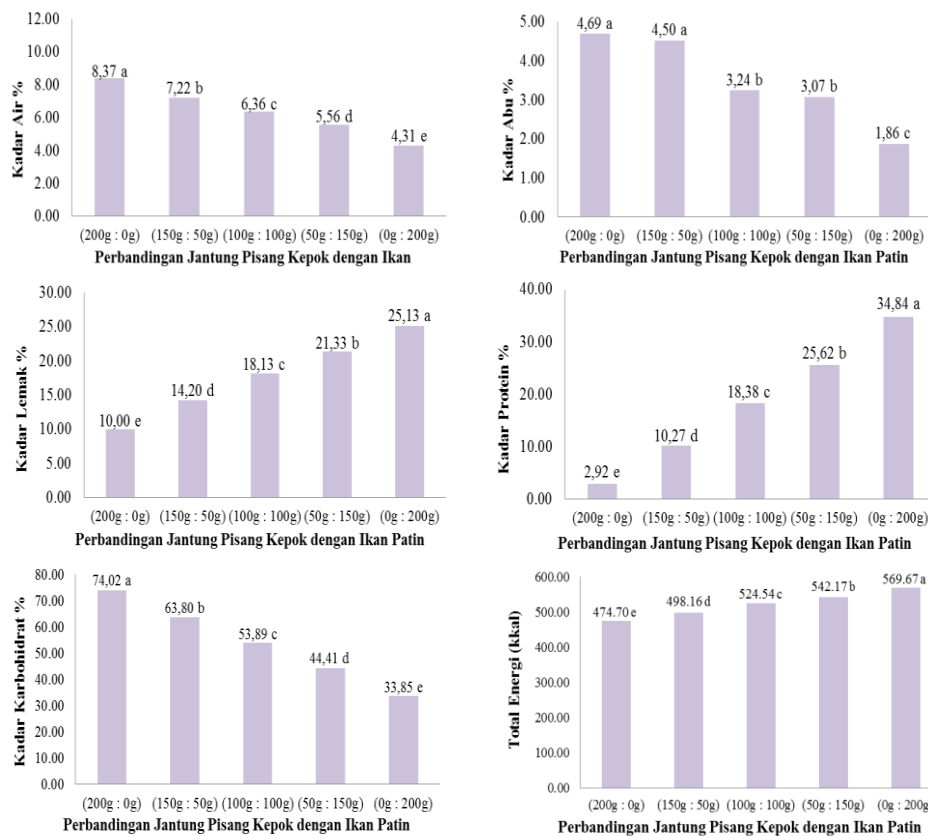 Kadar Air %
12.00
10.00
8.00
6.00
4.00
2.00
0.00
8,37 a
7,22 b
6,36 c
5,56 d
4,31 e
(200g : 0g) (150g : 50g) (100g : 100g) (50g : 150g) (0g : 200g)
Perbandingan Jantung Pisang Kepok dengan Ikan
Kadar Abu %
5.00
4.00
3.00
2.00
1.00
0.00
4,69 a
4,50 a
3,24 b
3,07 b
1,86 c
(200g : 0g) (150g : 50g) (100g : 100g) (50g : 150g) (0g : 200g)
Perbandingan Jantung Pisang Kepok dengan Ikan Patin
Kadar Lemak %
30.00
25.00
20.00
15.00
10.00
5.00
0.00
10,00 e
14,20 d
18,13 c
21,33 b
25,13 a
(200g : 0g) (150g : 50g) (100g : 100g) (50g : 150g) (0g : 200g)
Perbandingan Jantung Pisang Kepok dengan Ikan Patin
Kadar Protein %
40.00
30.00
20.00
10.00
0.00
2,92 e
10,27 d
18,38 c
25,62 b
34,84 a
(200g : 0g) (150g : 50g) (100g : 100g) (50g : 150g) (0g : 200g)
Perbandingan Jantung Pisang Kepok dengan Ikan Patin
Kadar Karbohidrat %
80.00
70.00
60.00
50.00
40.00
30.00
20.00
10.00
0.00
74,02 a
63,80 b
53,89 c
44,41 d
33,85 e
(200g : 0g) (150g : 50g) (100g : 100g) (50g : 150g) (0g : 200g)
Perbandingan Jantung Pisang Kepok dengan Ikan Patin
Total Energi (kkal)
600.00
500.00
400.00
300.00
200.00
100.00
0.00
474.70 e
498.16 d
524.54 c
542.17 b
569.67 a
(200g : 0g) (150g : 50g) (100g : 100g) (50g : 150g) (0g : 200g)
Perbandingan Jantung Pisang Kepok dengan Ikan Patin